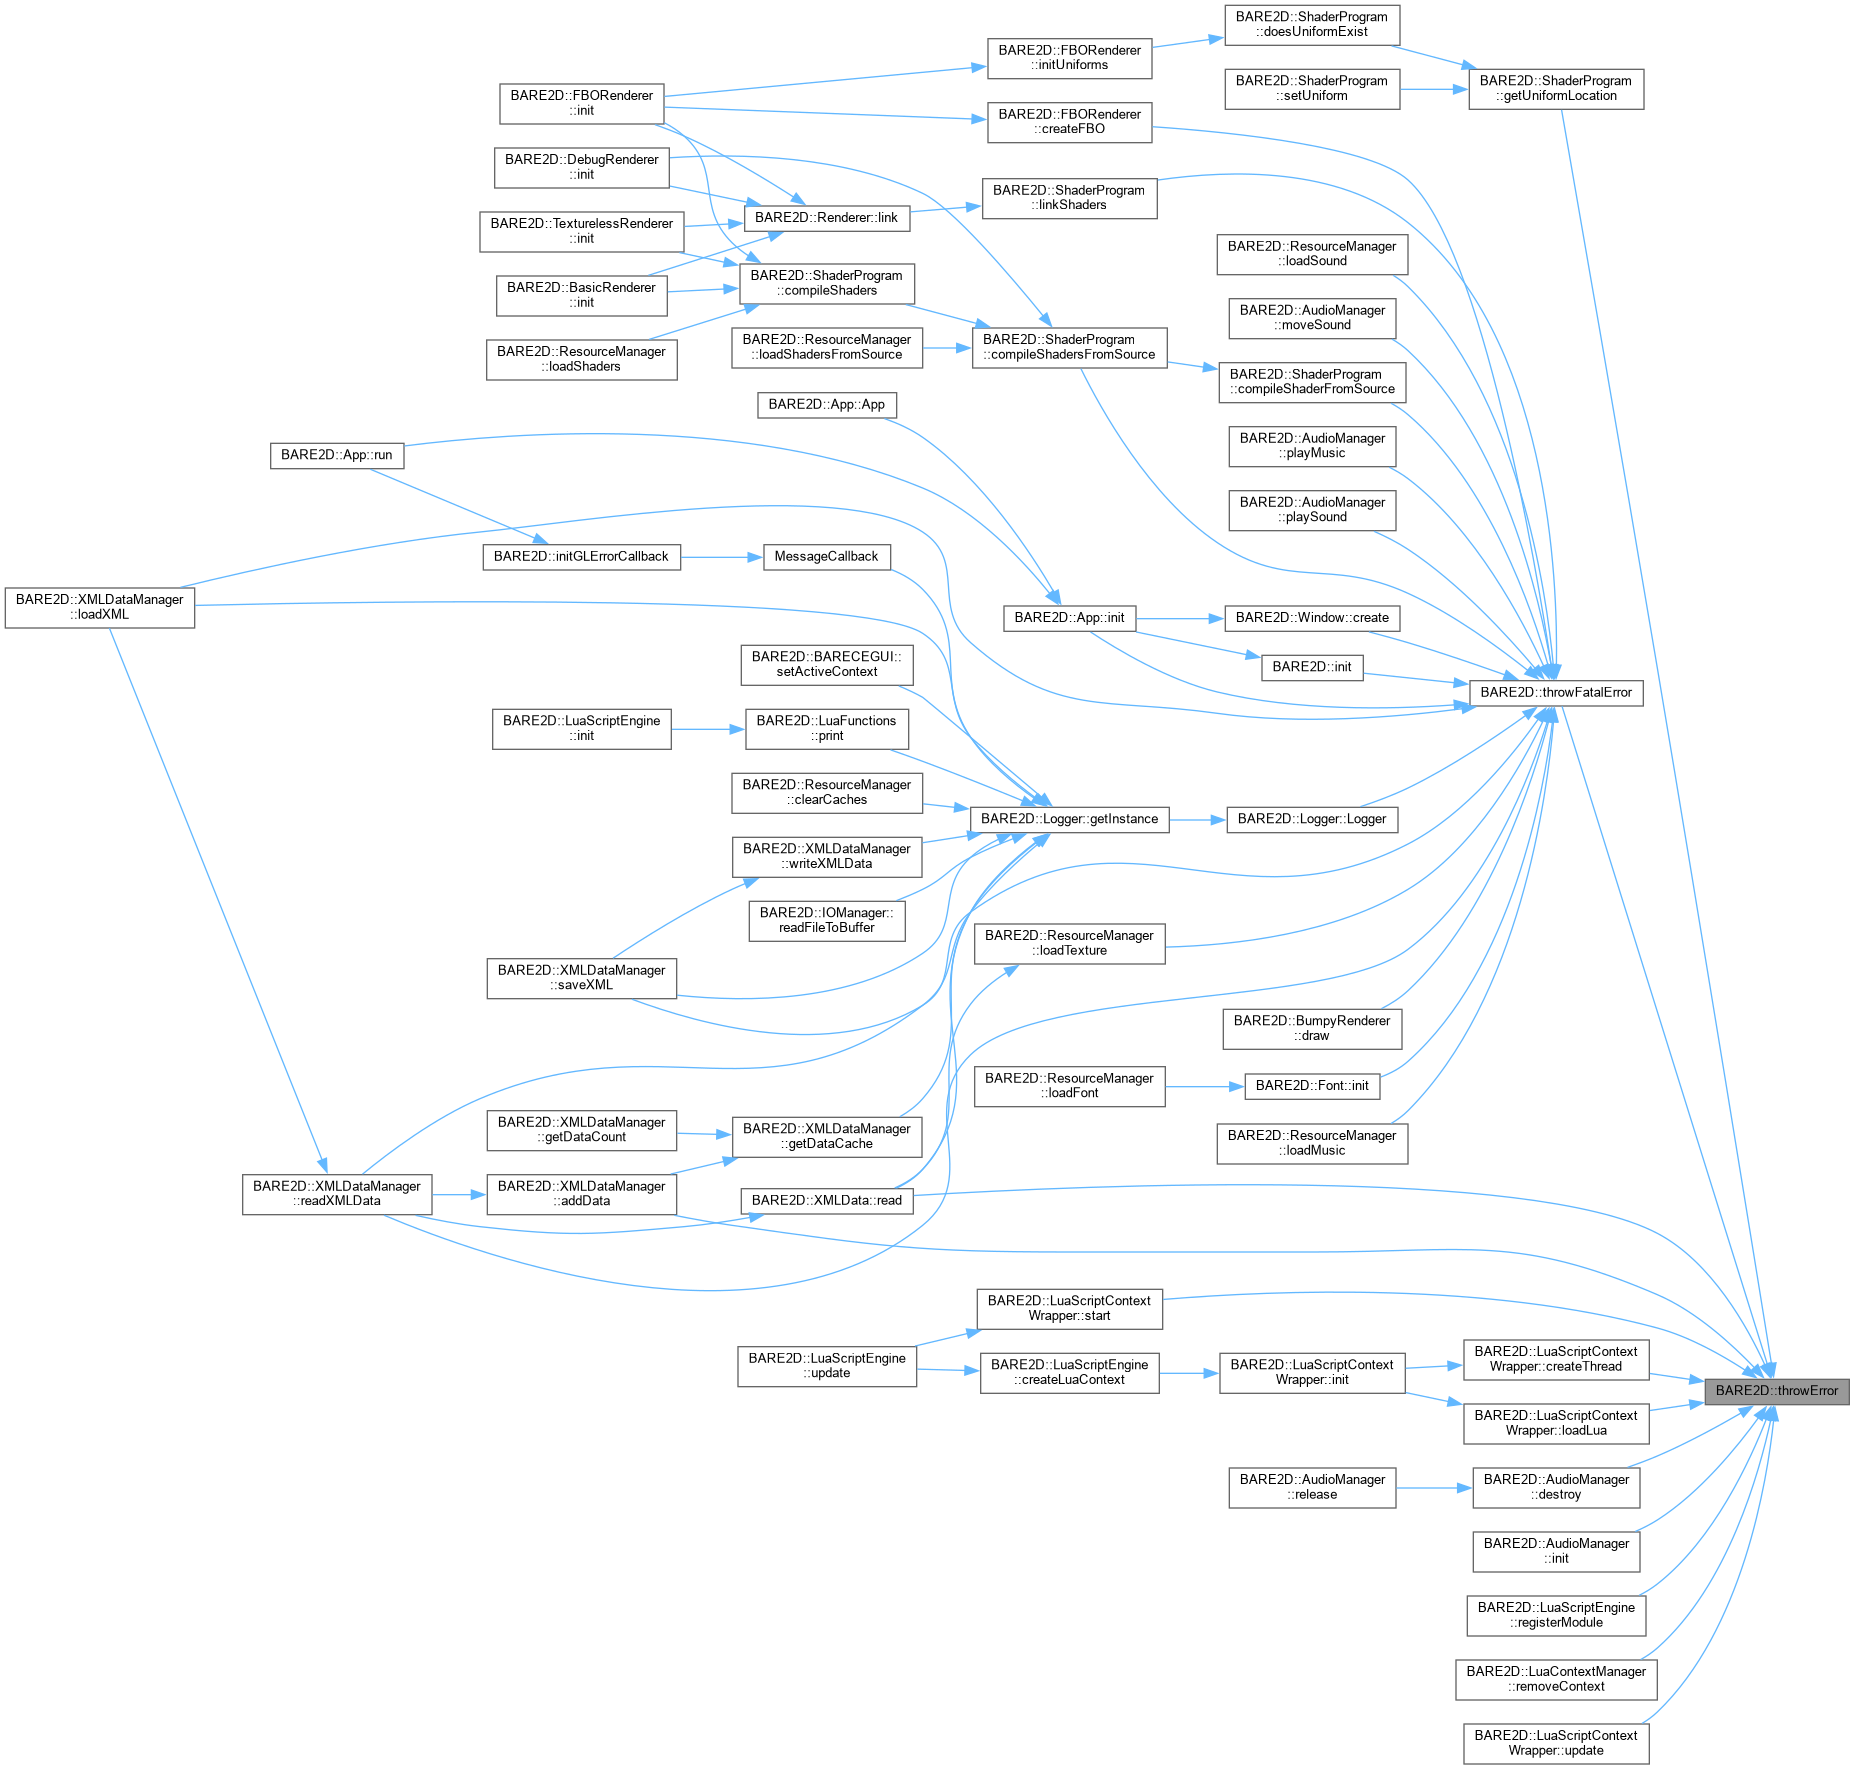 BARE2D::ShaderProgram
::doesUniformExist
BARE2D::FBORenderer
::initUniforms
BARE2D::ShaderProgram
::setUniform
BARE2D::ShaderProgram
::getUniformLocation
BARE2D::FBORenderer
::init
BARE2D::FBORenderer
::createFBO
BARE2D::DebugRenderer
::init
BARE2D::ShaderProgram
::linkShaders
BARE2D::Renderer::link
BARE2D::TexturelessRenderer
::init
BARE2D::ResourceManager
::loadSound
BARE2D::ShaderProgram
::compileShaders
BARE2D::BasicRenderer
::init
BARE2D::AudioManager
::moveSound
BARE2D::ResourceManager
::loadShadersFromSource
BARE2D::ShaderProgram
::compileShadersFromSource
BARE2D::ResourceManager
::loadShaders
BARE2D::ShaderProgram
::compileShaderFromSource
BARE2D::App::App
BARE2D::AudioManager
::playMusic
BARE2D::App::run
BARE2D::AudioManager
::playSound
BARE2D::initGLErrorCallback
MessageCallback
BARE2D::XMLDataManager
::loadXML
BARE2D::App::init
BARE2D::Window::create
BARE2D::BARECEGUI::
setActiveContext
BARE2D::init
BARE2D::throwFatalError
BARE2D::LuaScriptEngine
::init
BARE2D::LuaFunctions
::print
BARE2D::ResourceManager
::clearCaches
BARE2D::Logger::getInstance
BARE2D::Logger::Logger
BARE2D::XMLDataManager
::writeXMLData
BARE2D::IOManager::
readFileToBuffer
BARE2D::ResourceManager
::loadTexture
BARE2D::XMLDataManager
::saveXML
BARE2D::BumpyRenderer
::draw
BARE2D::ResourceManager
::loadFont
BARE2D::Font::init
BARE2D::XMLDataManager
::getDataCount
BARE2D::XMLDataManager
::getDataCache
BARE2D::ResourceManager
::loadMusic
BARE2D::XMLDataManager
::readXMLData
BARE2D::XMLDataManager
::addData
BARE2D::XMLData::read
BARE2D::LuaScriptContext
Wrapper::start
BARE2D::LuaScriptEngine
::update
BARE2D::LuaScriptEngine
::createLuaContext
BARE2D::LuaScriptContext
Wrapper::init
BARE2D::LuaScriptContext
Wrapper::createThread
BARE2D::throwError
BARE2D::LuaScriptContext
Wrapper::loadLua
BARE2D::AudioManager
::release
BARE2D::AudioManager
::destroy
BARE2D::AudioManager
::init
BARE2D::LuaScriptEngine
::registerModule
BARE2D::LuaContextManager
::removeContext
BARE2D::LuaScriptContext
Wrapper::update